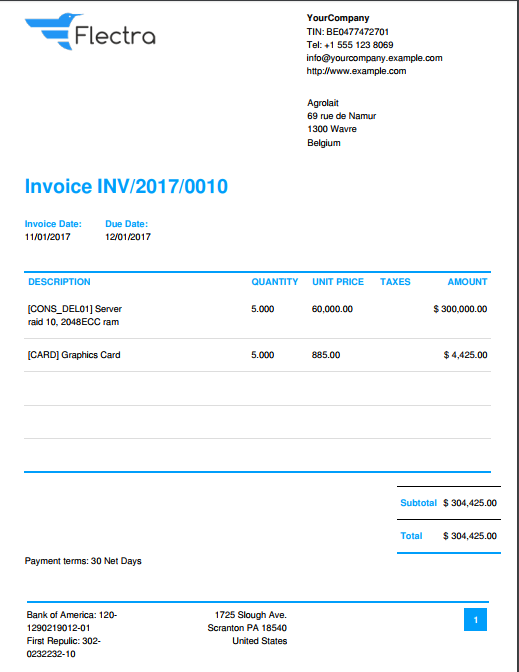 Flectra
YourCompany
TIN: BE0477472701
Tel: +1 555 123 8069
info@yourcompany.example.com
http://www.example.com
Agrolait
69 rue de Namur
1300 Wavre
Belgium
Invoice INV/2017/0010
Invoice Date: Due Date:
11/01/2017 12/01/2017
DESCRIPTION QUANTITY UNIT PRICE TAXES AMOUNT
[CONS_DEL01] Server 5.000 60,000.00 $ 300,000.00
raid 10, 2048ECC ram
[CARD] Graphics Card 5.000 885.00 $ 4,425.00
Subtotal $ 304,425.00
Total $ 304,425.00
Payment terms: 30 Net Days
Bank of America: 120-
1290219012-01
First Repulic: 302-
0232232-10
1725 Slough Ave.
Scranton PA 18540
United States
1